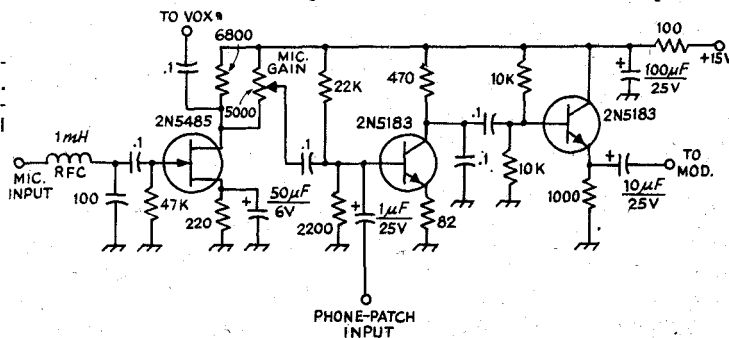 TO VOX
6800
100
+15V
.1
MIC.
GAIN
5000
22K
470
10K
+
100µF
25V
2N5485
2N5183
2N5183
1mH
RFC
.1
.1
.1
MIC.
INPUT
100
47K
220
+
50µF
6V
2200
+
1µF
25V
82
.1
10K
1000
+
10µF
25V
TO
MOD.
PHONE-PATCH
INPUT